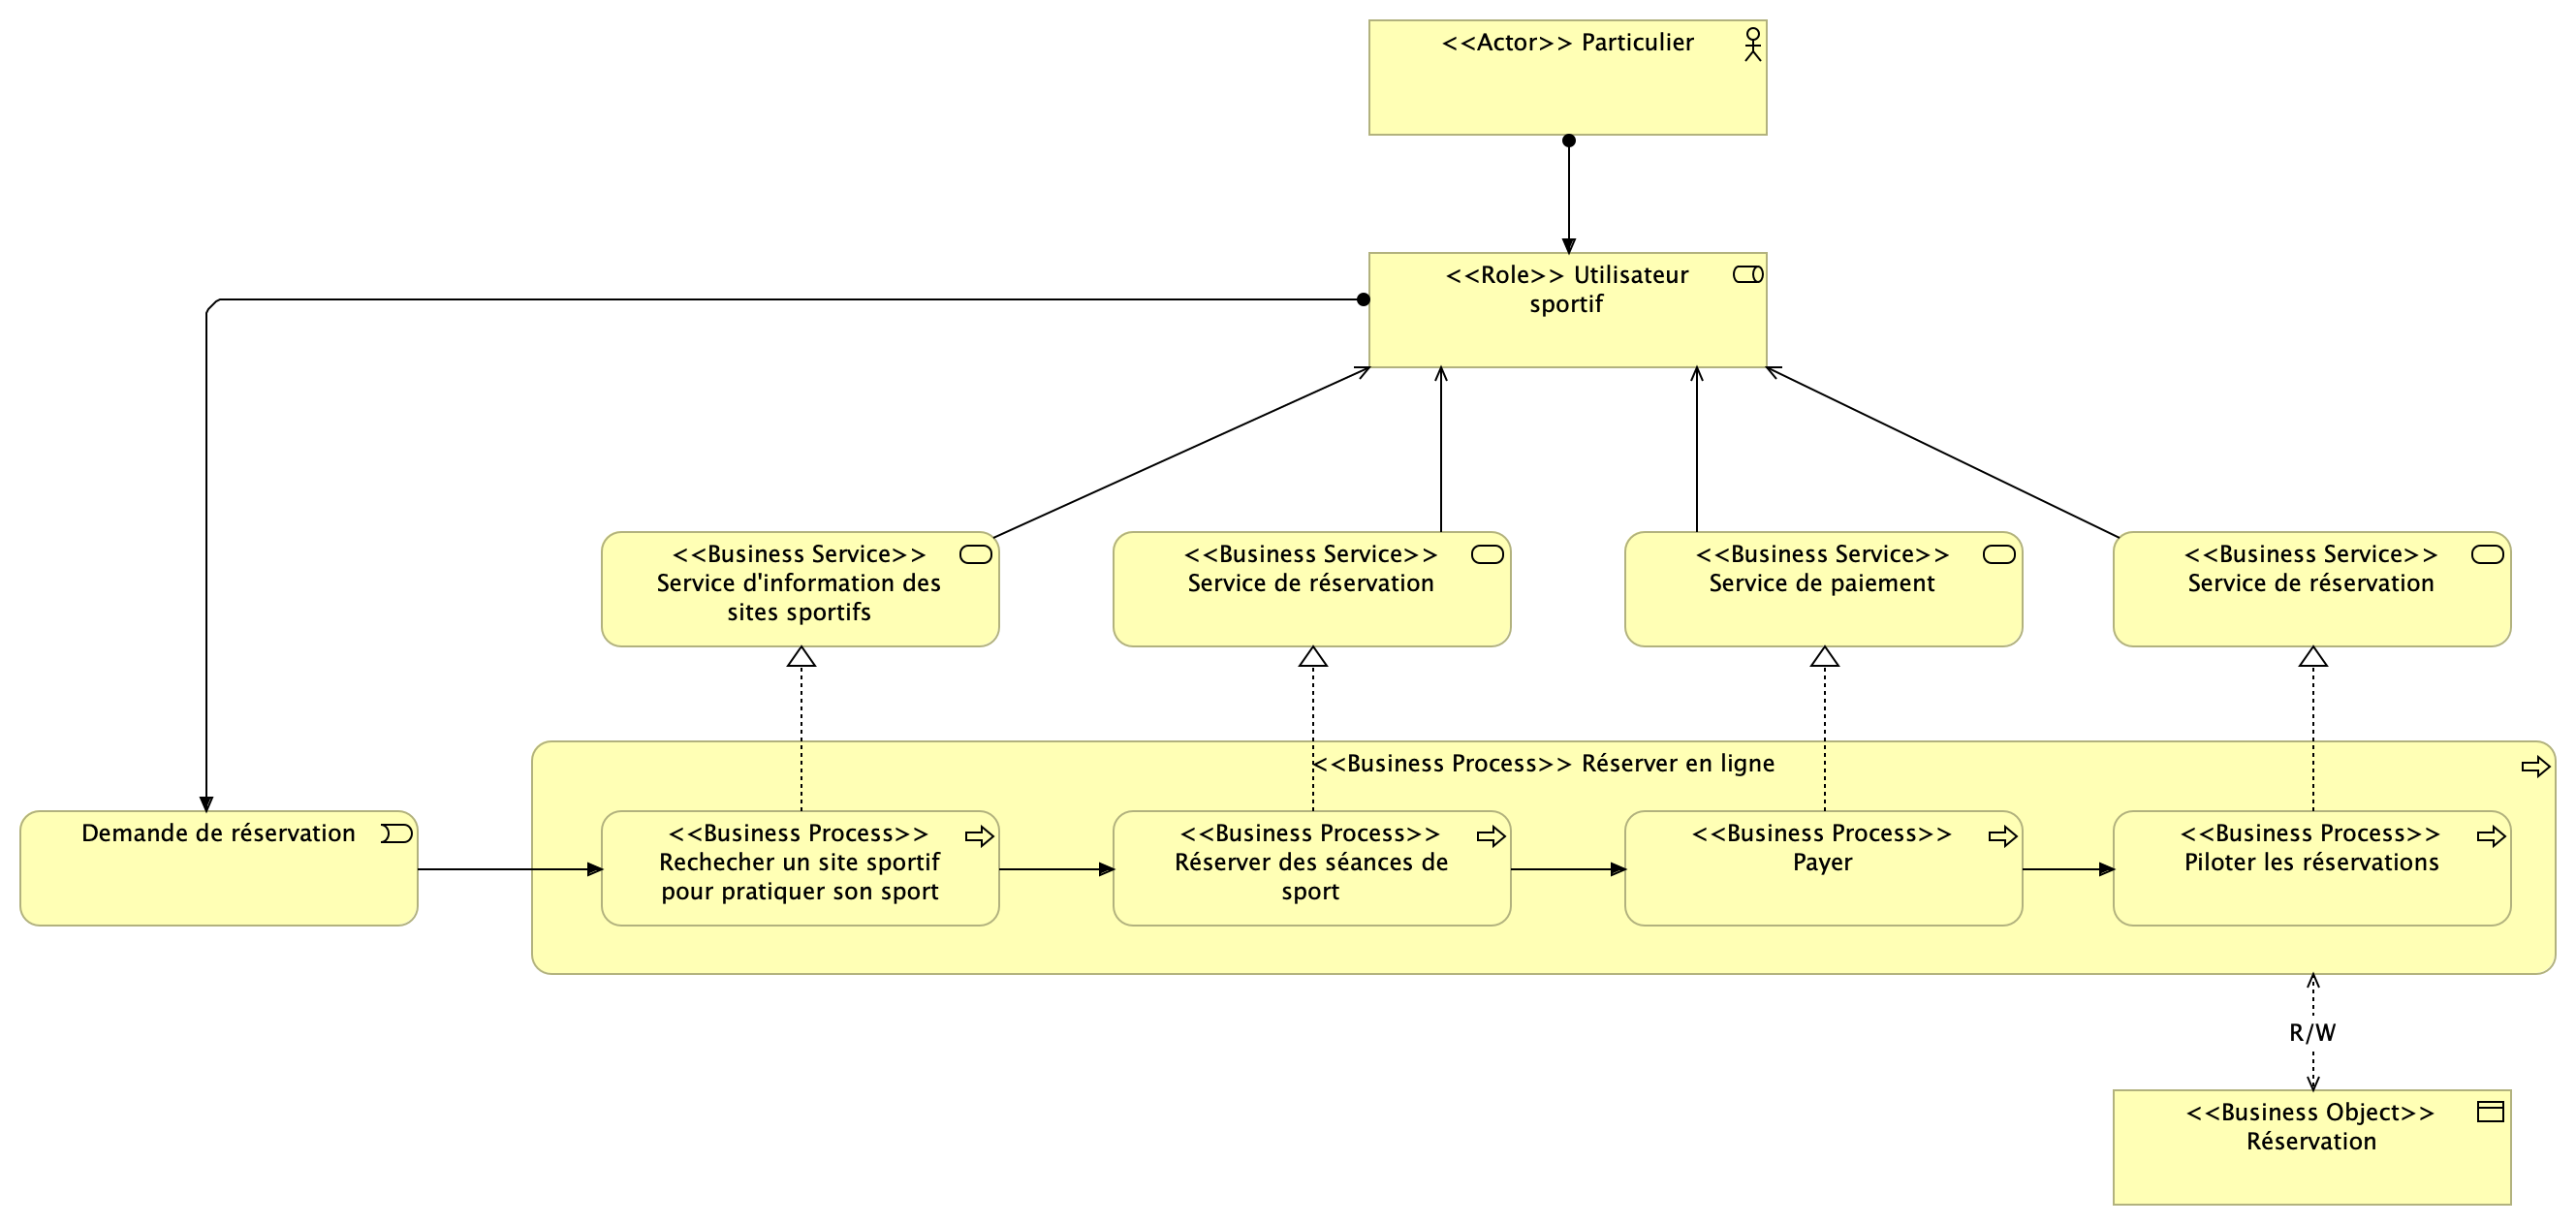 <<Actor>> Particulier
<<Role>> Utilisateur
sportif
<<Business Service>>
Service d'information des
sites sportifs
<<Business Service>>
Service de réservation
<<Business Service>>
Service de paiement
<<Business Service>>
Service de réservation
<<Business Process>> Réserver en ligne
Demande de réservation
<<Business Process>>
Rechecher un site sportif
pour pratiquer son sport
<<Business Process>>
Réserver des séances de
sport
<<Business Process>>
Payer
<<Business Process>>
Piloter les réservations
R/W
<<Business Object>>
Réservation